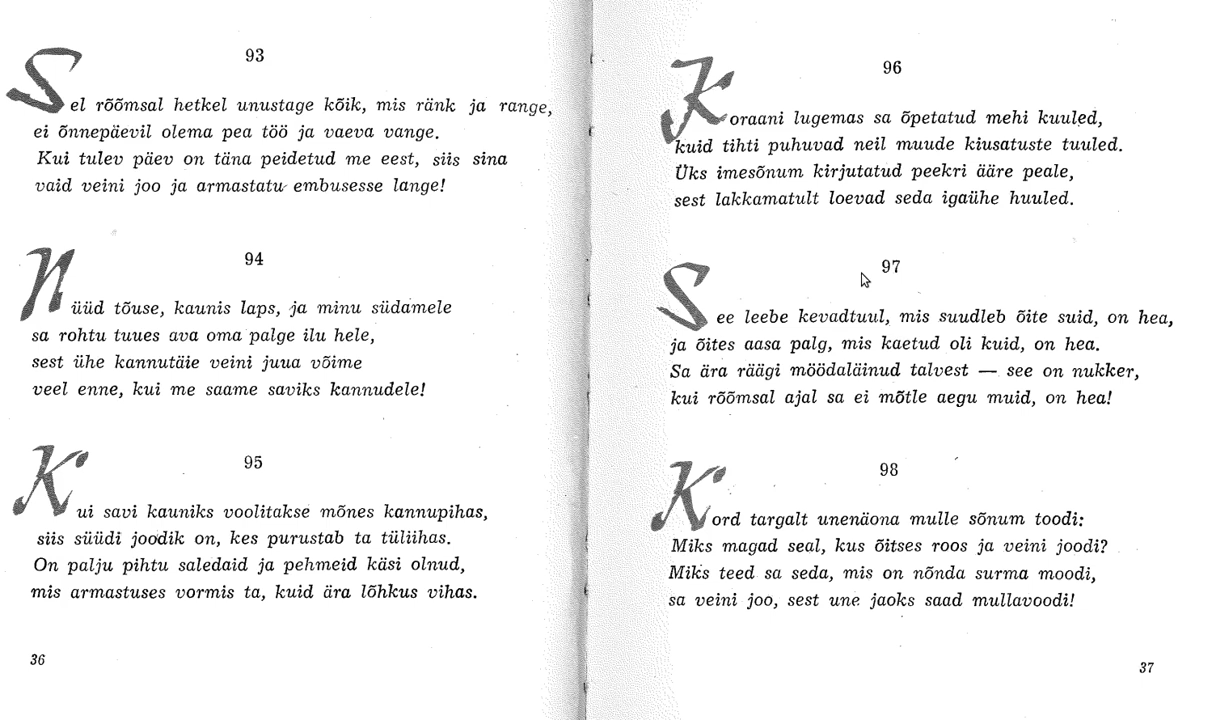 93
Sel rõõmsal hetkel unustage kõik, mis ränk ja range,
ei õnnepäevil olema pea töö ja vaeva vange.
Kui tulev päev on täna peidetud me eest, siis sina
vaid veini joo ja armastatu embusesse lange!
94
Nüüd tõuse, kaunis laps, ja minu südamele
sa rohtu tuues ava oma palge ilu hele,
sest ühe kannutäie veini juua võime
veel enne, kui me saame saviks kannudele!
95
Kui savi kauniks voolitakse mõnes kannupihas,
siis süüdi joodik on, kes purustab ta tüliihas.
On palju pihtu saledaid ja pehmeid käsi olnud,
mis armastuses vormis ta, kuid ära lõhkus vihas.
36
96
Koraani lugemas sa õpetatud mehi kuuled,
kuid tihti puhuvad neil muude kiusatuste tuuled.
Üks imesõnum kirjutatud peekri ääre peale,
sest lakkamatult loevad seda igaühe huuled.
97
See leebe kevadtuul, mis suudleb õite suid, on hea,
ja õites aasa palg, mis kaetud oli kuid, on hea.
Sa ära räägi möödaläinud talvest — see on nukker,
kui rõõmsal ajal sa ei mõtle aegu muid, on hea!
98
Kord targalt unenäona mulle sõnum toodi:
Miks magad seal, kus õitses roos ja veini joodi?
Miks teed sa seda, mis on nõnda surma moodi,
sa veini joo, sest une jaoks saad mullavoodi!
37